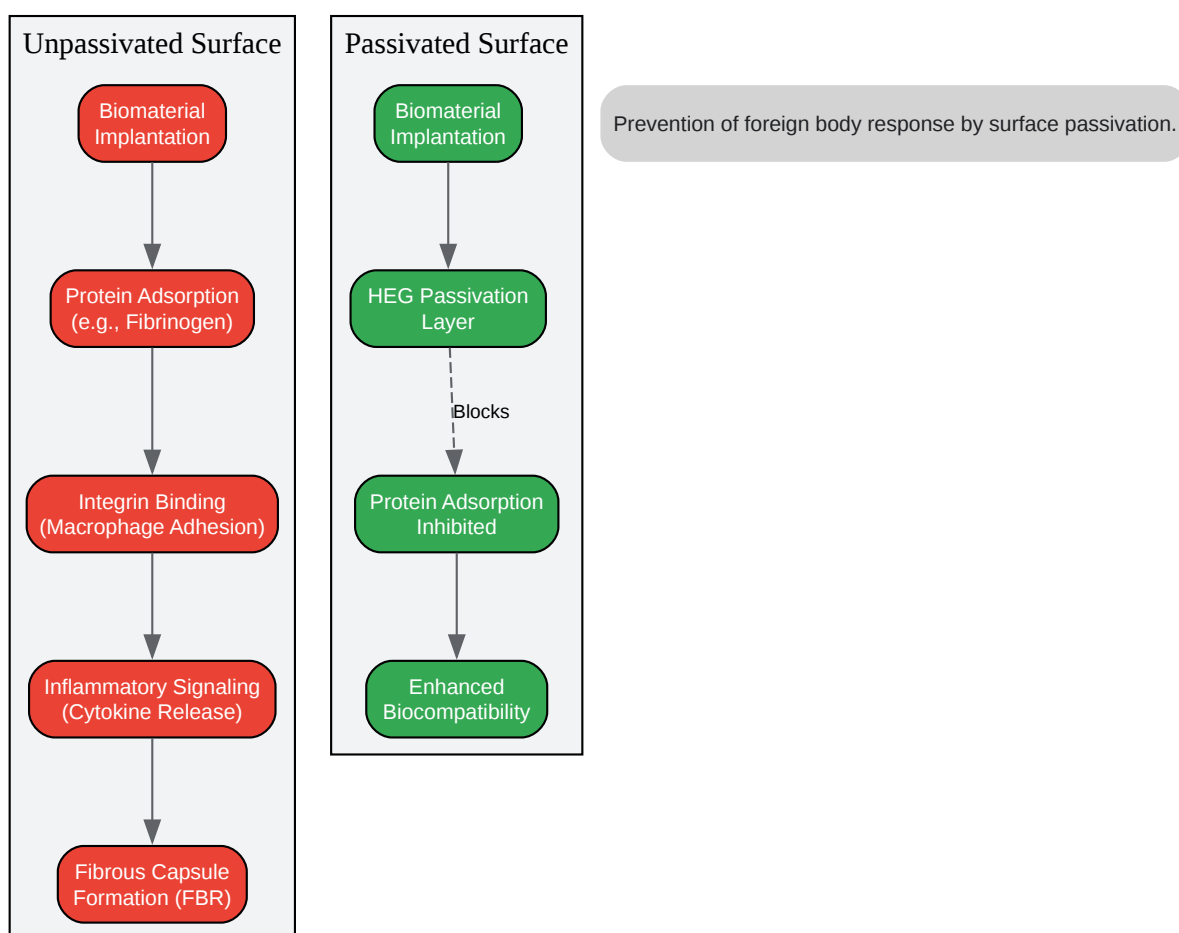 Unpassivated Surface
Biomaterial
Implantation
Protein Adsorption
(e.g., Fibrinogen)
Integrin Binding
(Macrophage Adhesion)
Inflammatory Signaling
(Cytokine Release)
Fibrous Capsule
Formation (FBR)
Passivated Surface
Biomaterial
Implantation
HEG Passivation
Layer
Blocks
Protein Adsorption
Inhibited
Enhanced
Biocompatibility
Prevention of foreign body response by surface passivation.